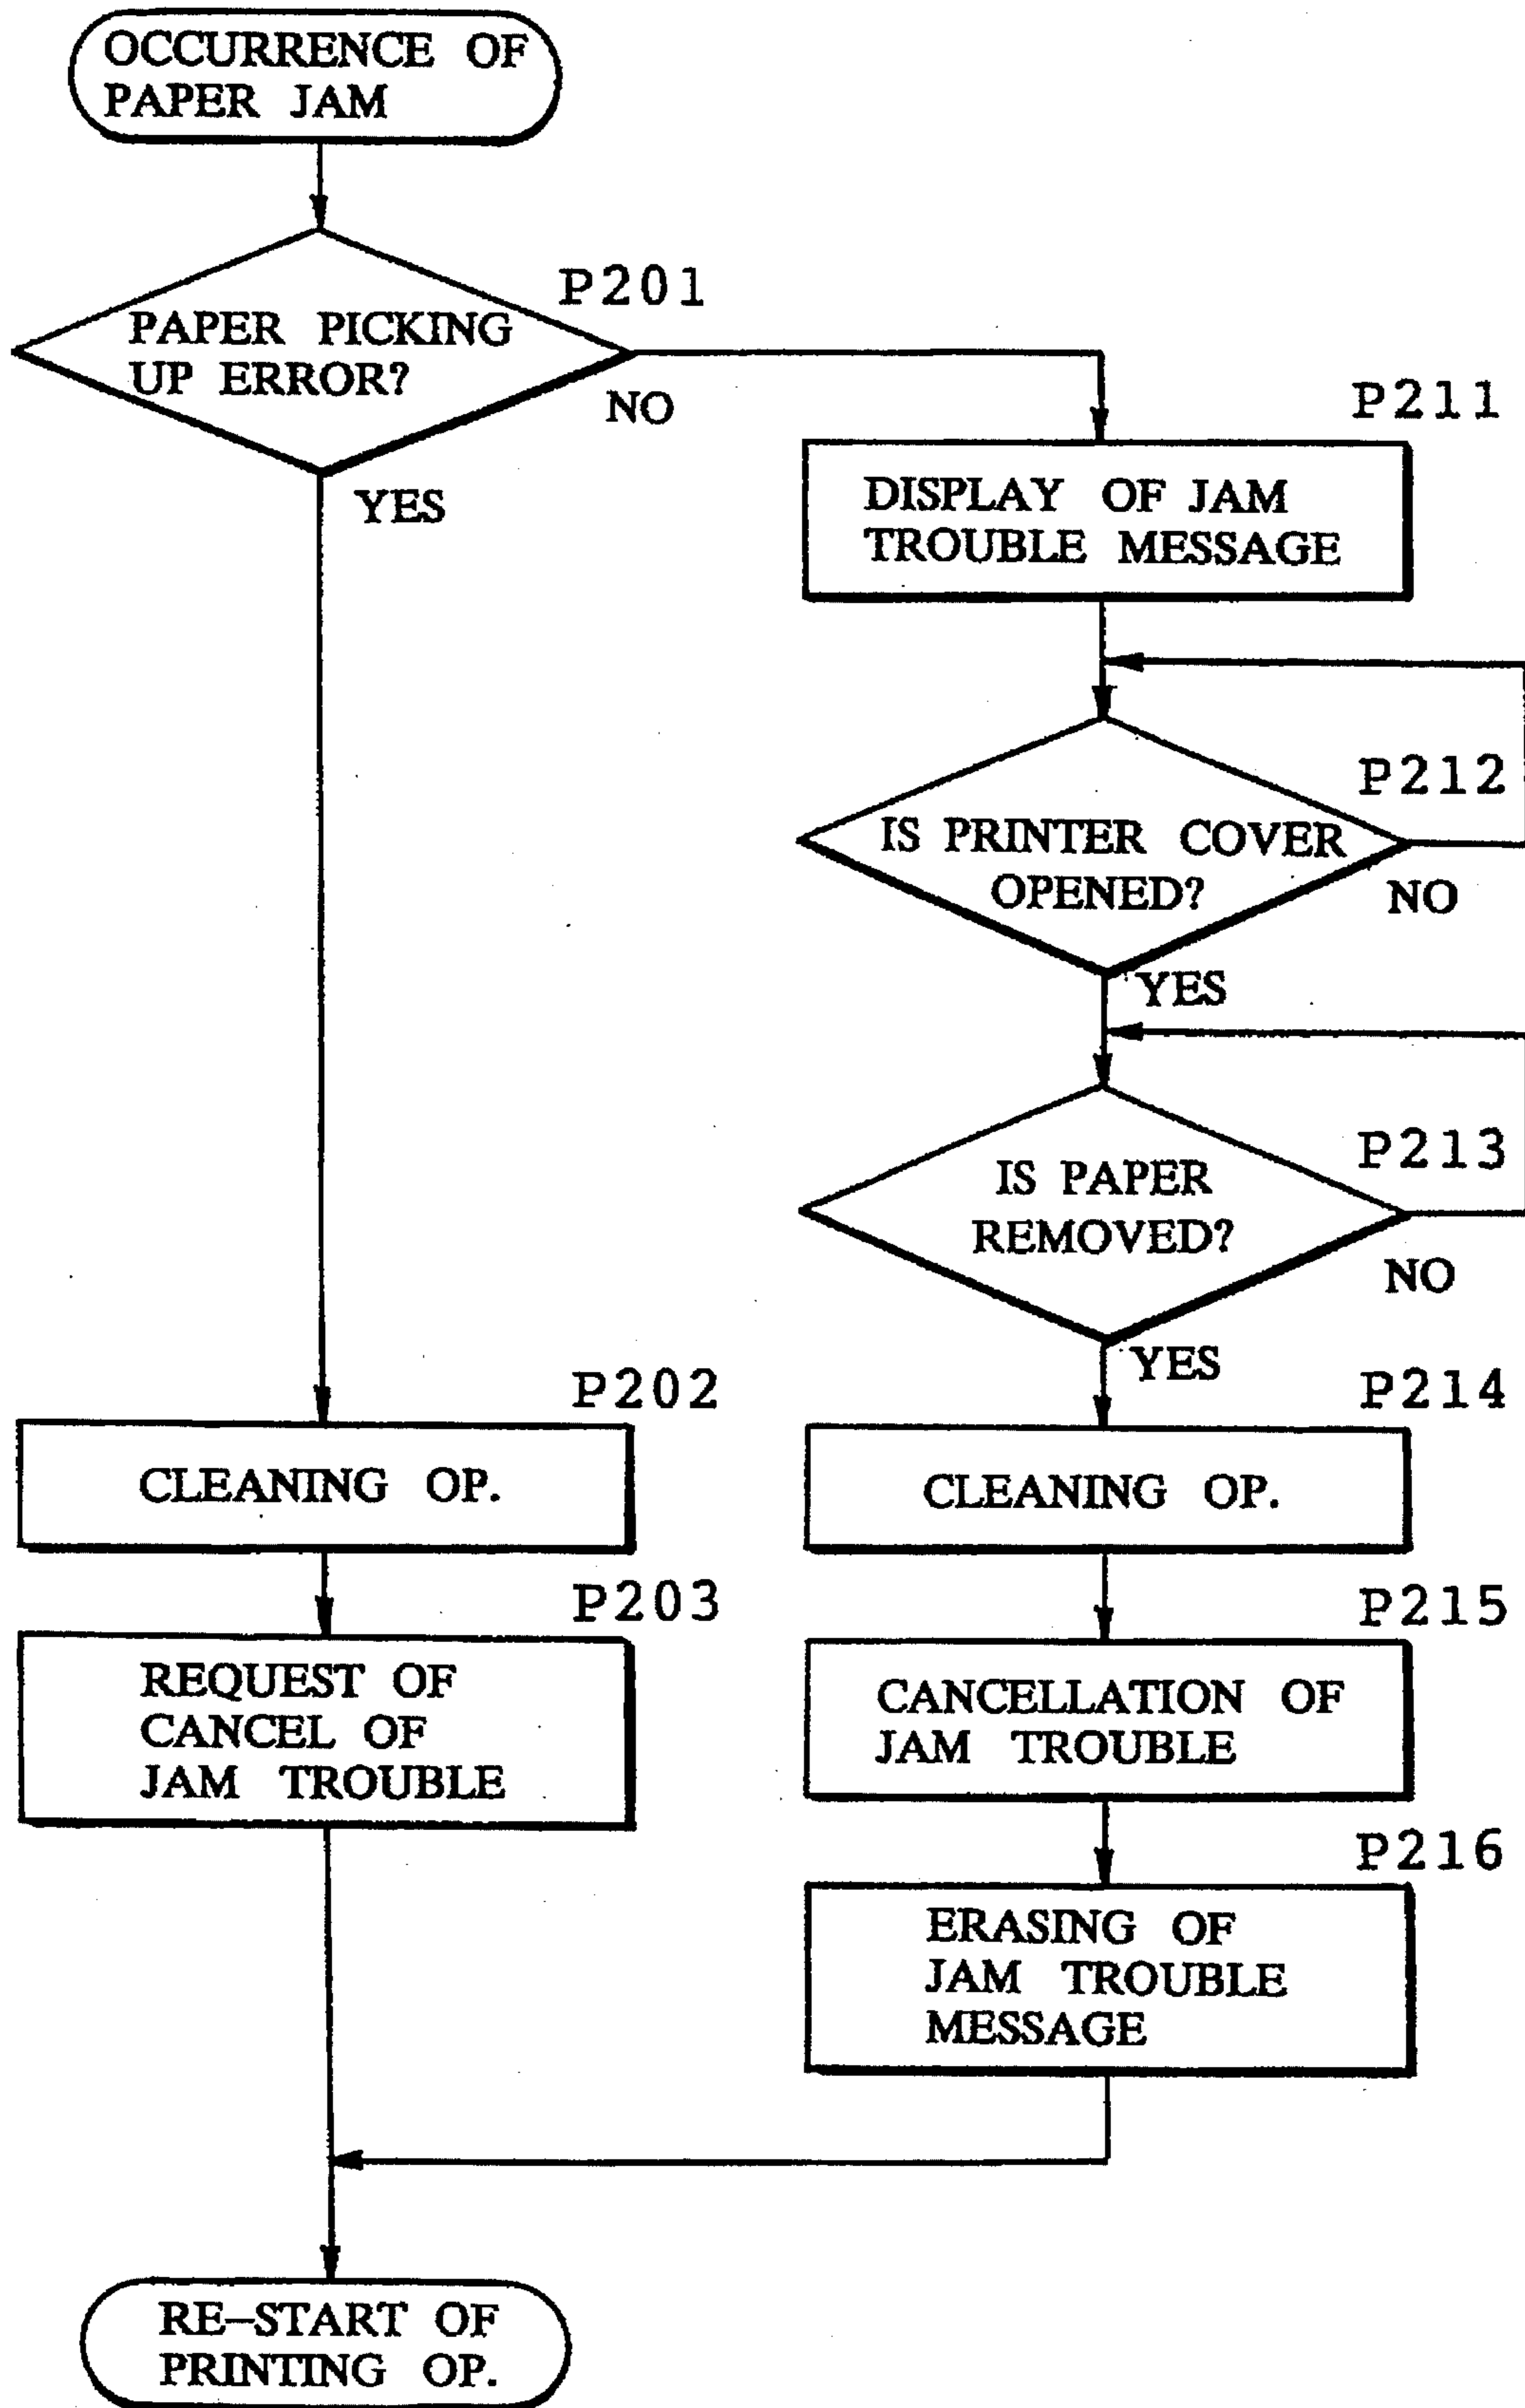 OCCURRENCE OF
PAPER JAM
P201
PAPER PICKING
UP ERROR?
NO
YES
P211
DISPLAY OF JAM
TROUBLE MESSAGE
P212
IS PRINTER COVER
OPENED?
NO
YES
P213
IS PAPER
REMOVED?
NO
YES
P202
CLEANING OP.
P203
REQUEST OF
CANCEL OF
JAM TROUBLE
P214
CLEANING OP.
P215
CANCELLATION OF
JAM TROUBLE
P216
ERASING OF
JAM TROUBLE
MESSAGE
RE-START OF
PRINTING OP.